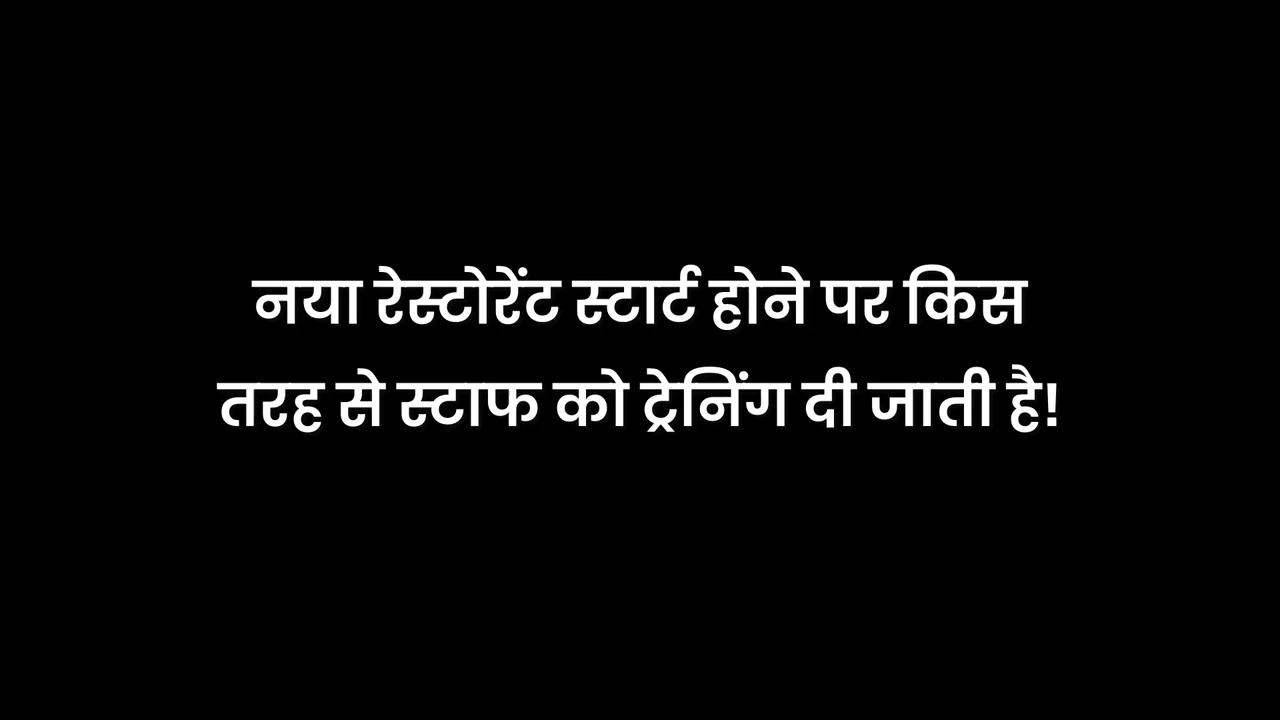 नया रेस्टोरेंट स्टार्ट होने पर किस
तरह से स्टाफ को ट्रेनिंग दी जाती है!